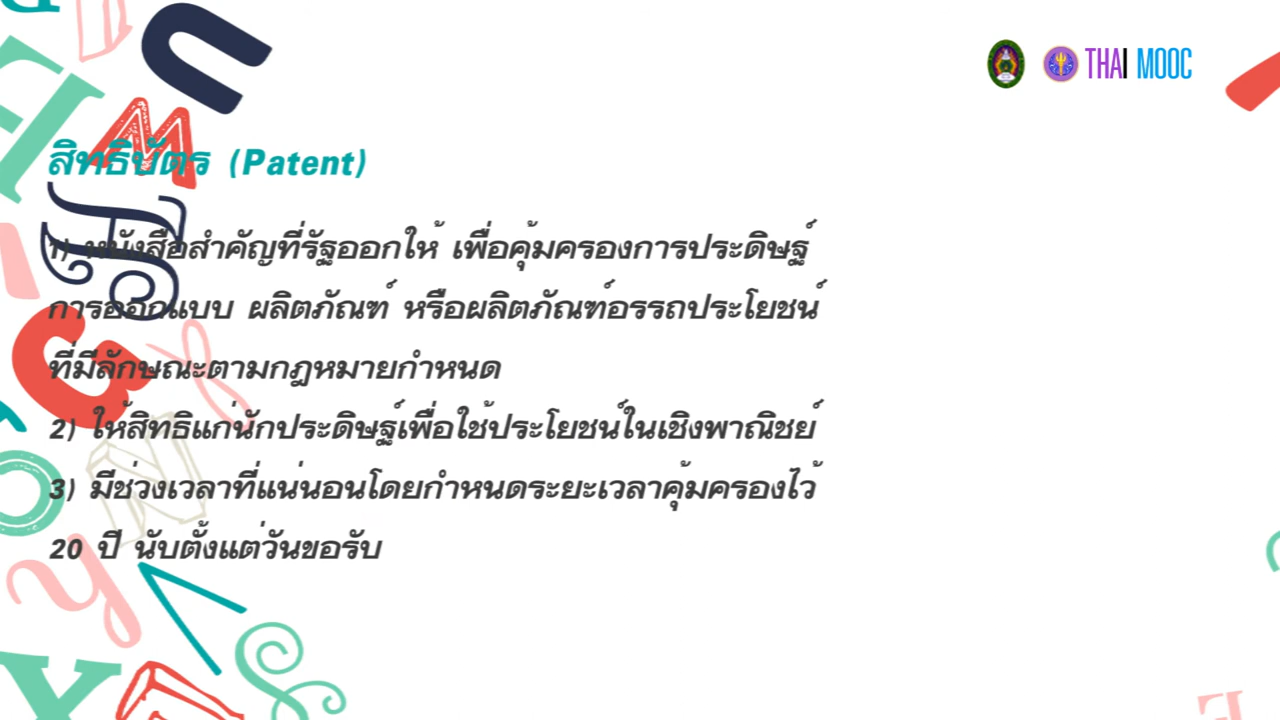 THAI MOOC
สิทธิบัตร (Patent)
1) หนังสือสำคัญที่รัฐออกให้ เพื่อคุ้มครองการประดิษฐ์
การออกแบบ ผลิตภัณฑ์ หรือผลิตภัณฑ์อรรถประโยชน์
ที่มีลักษณะตามกฎหมายกำหนด
2) ให้สิทธิแก่นักประดิษฐ์เพื่อใช้ประโยชน์ในเชิงพาณิชย์
3) มีช่วงเวลาที่แน่นอนโดยกำหนดระยะเวลาคุ้มครองไว้
20 ปี นับตั้งแต่วันขอรับ